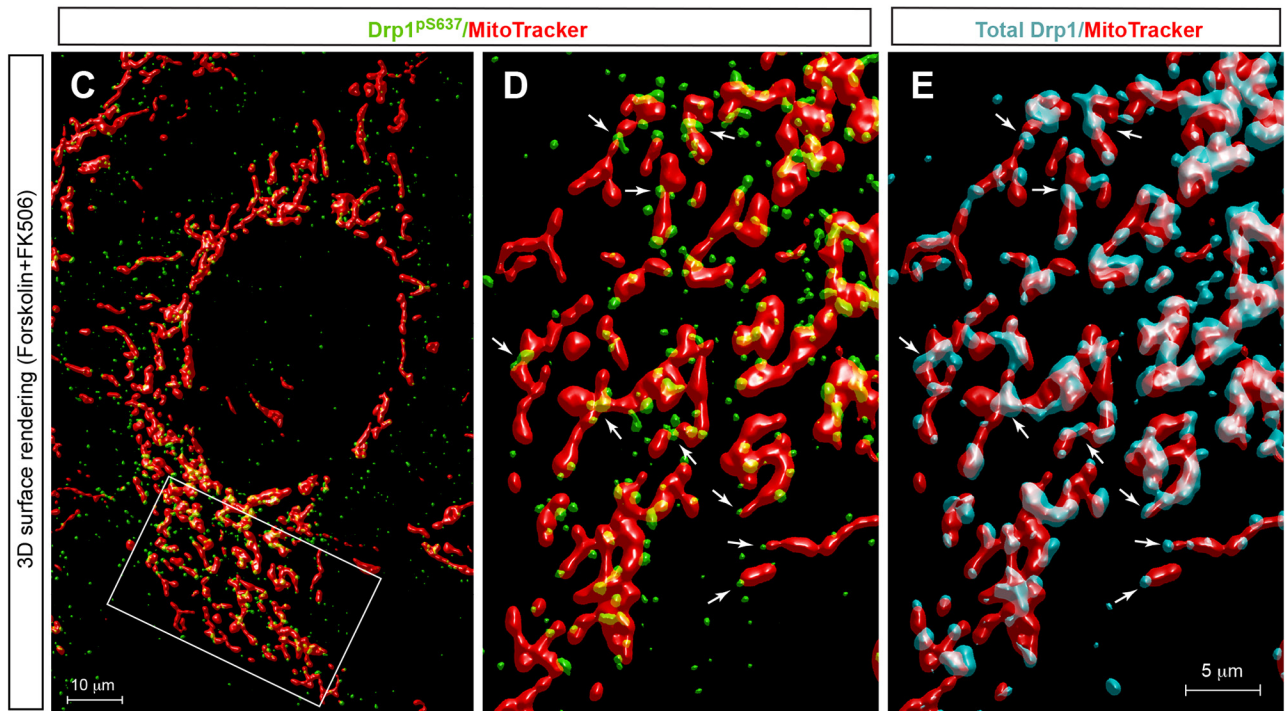 Drp1pS637/MitoTracker
Total Drp1/MitoTracker
3D surface rendering (Forskolin+FK506)
C
D
E
10 μm
5 μm